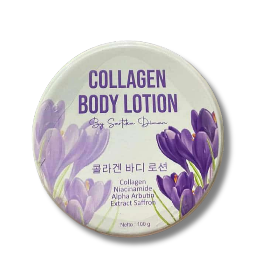 COLLAGEN
BODY LOTION
By Sartika Dinan
콜라겐 바디 로션
Collagen
Niacinamide,
Alpha Arbutin
Extract Saffron
Netto : 100 g